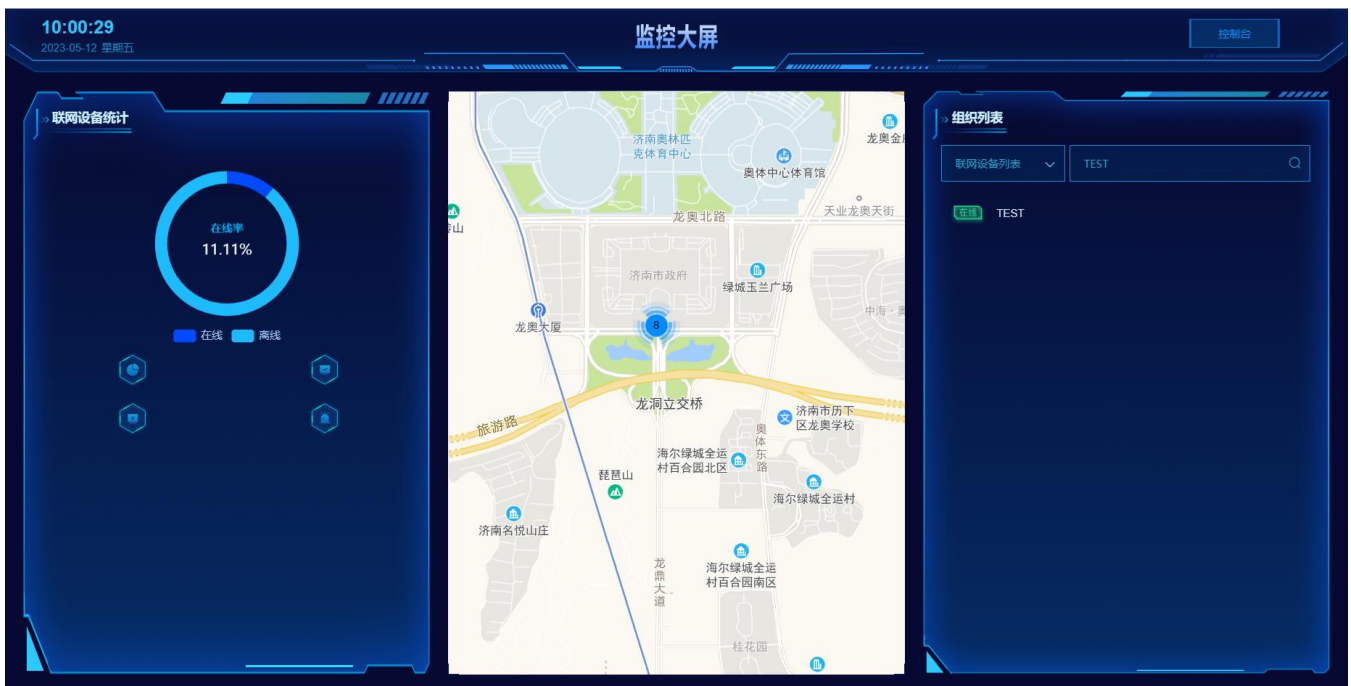 10:00:29
2023-05-12 星期五
监控大屏
控制台
联网设备统计
在线率
11.11%
在线
离线
济南奥林匹
克体育中心
奥体中心体育馆
龙奥北路
天业龙奥天街
济南市政府
绿城玉兰广场
龙奥大厦
8
龙洞立交桥
旅游路
济南市历下
区龙奥学校
奥体东路
海尔绿城全运
村百合园北区
琵琶山
海尔绿城全运村
济南名悦山庄
龙鼎大道
海尔绿城全运
村百合园南区
桂花园
组织列表
联网设备列表
TEST
在线
TEST